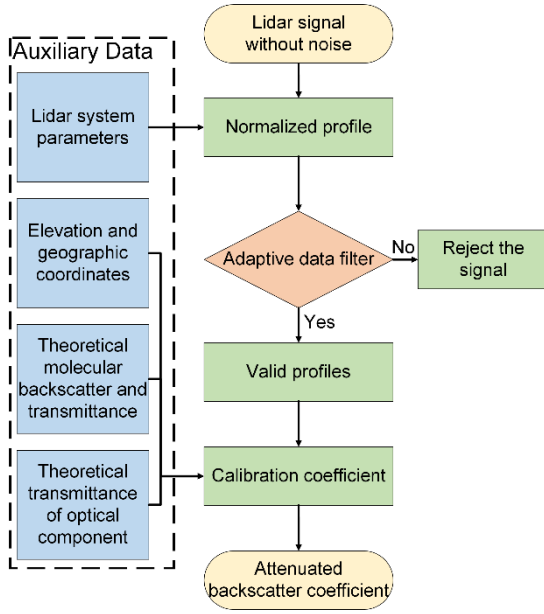 Lidar signal
without noise
Auxiliary Data
Lidar system
parameters
Normalized profile
Elevation and
geographic
coordinates
Adaptive data filter
No
Reject the
signal
Yes
Theoretical
molecular
backscatter and
transmittance
Valid profiles
Theoretical
transmittance
of optical
component
Calibration coefficient
Attenuated
backscatter coefficient